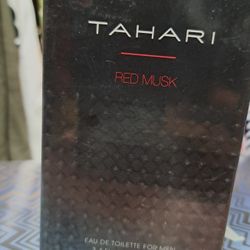 TAHARI
RED MUSK
EAU DE TOILETTE FOR MEN